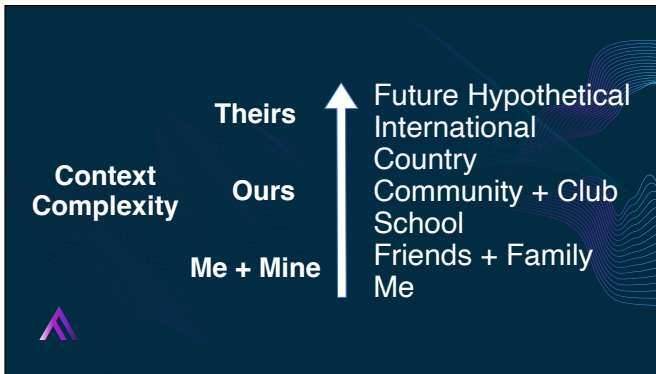 Context
Complexity
Theirs
Ours
Me + Mine
Future Hypothetical
International
Country
Community + Club
School
Friends + Family
Me